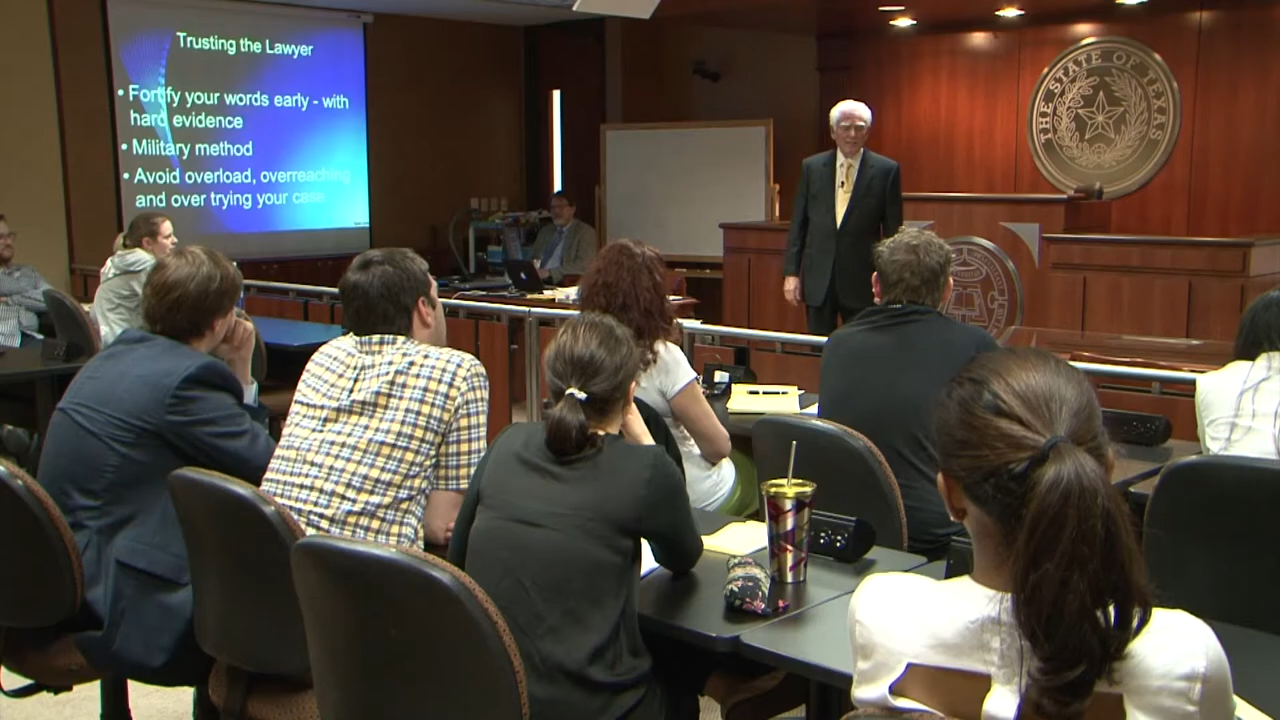 Trusting the Lawyer
• Fortify your words early - with
hard evidence
• Military method
• Avoid overload, overreaching
and over trying your case
THE STATE OF TEXAS